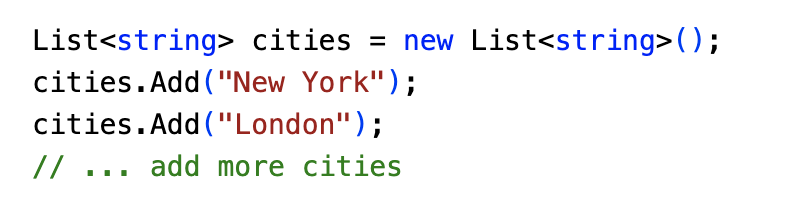 List<string> cities = new List<string>();
cities.Add("New York");
cities.Add("London");
// ... add more cities